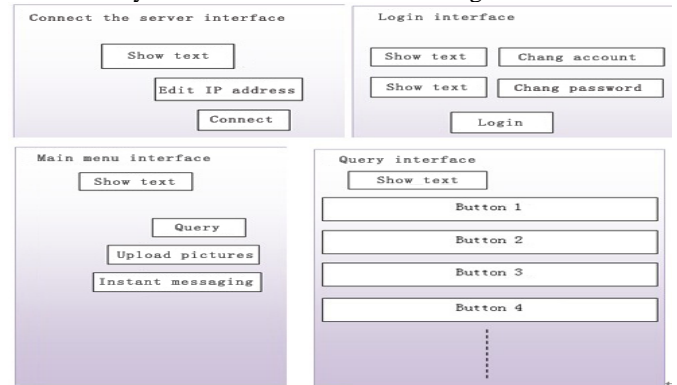 Connect the server interface
Show text
Edit IP address
Connect
Login interface
Show text
Chang account
Show text
Chang password
Login
Main menu interface
Show text
Query
Upload pictures
Instant messaging
Query interface
Show text
Button 1
Button 2
Button 3
Button 4